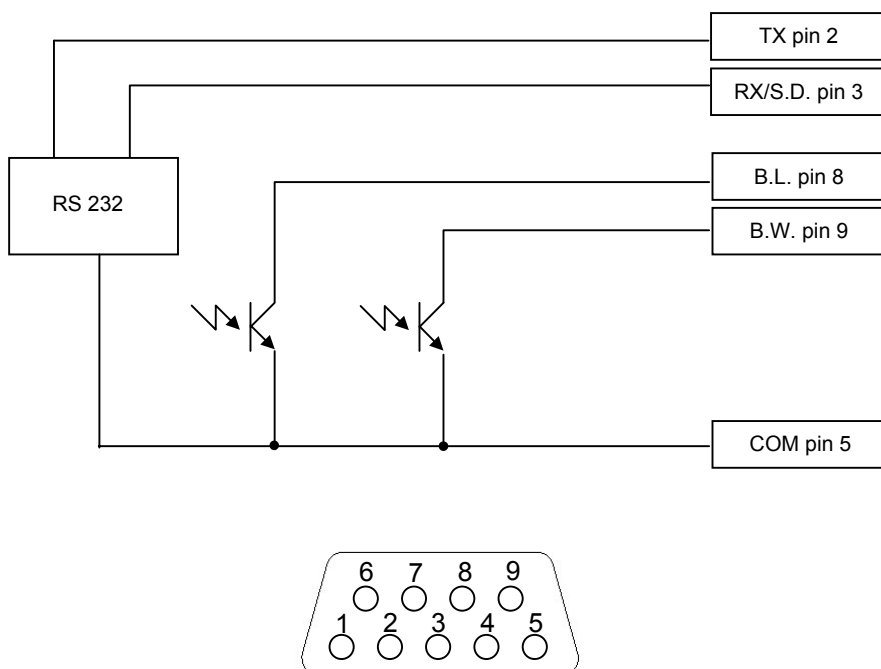 TX pin 2
RX/S.D. pin 3
RS 232
B.L. pin 8
B.W. pin 9
COM pin 5
6 7 8 9
1 2 3 4 5